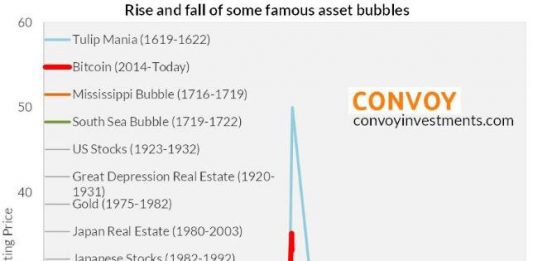 Rise and fall of some famous asset bubbles
60
Tulip Mania (1619-1622)
Bitcoin (2014-Today)
Mississippi Bubble (1716-1719)
CONVOY
50
South Sea Bubble (1719-1722)
convoyinvestments.com
US Stocks (1923-1932)
Great Depression Real Estate (1920-
1931)
40
Gold (1975-1982)
Japan Real Estate (1980-2003)
Japanese Stocks (1982-1992)
ting Price